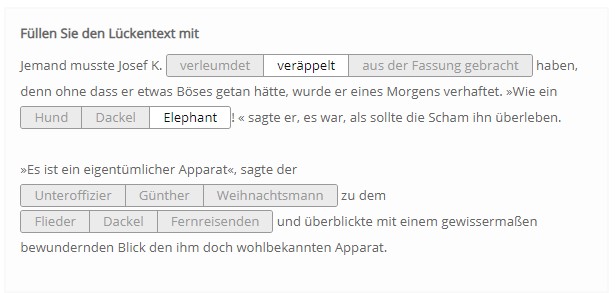 Füllen Sie den Lückentext mit
Jemand musste Josef K. verleumdet veräppelt aus der Fassung gebracht haben,
denn ohne dass er etwas Böses getan hätte, wurde er eines Morgens verhaftet. »Wie ein
Hund Dackel Elephant ! « sagte er, es war, als sollte die Scham ihn überleben.
»Es ist ein eigentümlicher Apparat«, sagte der
Unteroffizier Günther Weihnachtsmann zu dem
Flieder Dackel Fernreisenden und überblickte mit einem gewissermaßen
bewundernden Blick den ihm doch wohlbekannten Apparat.